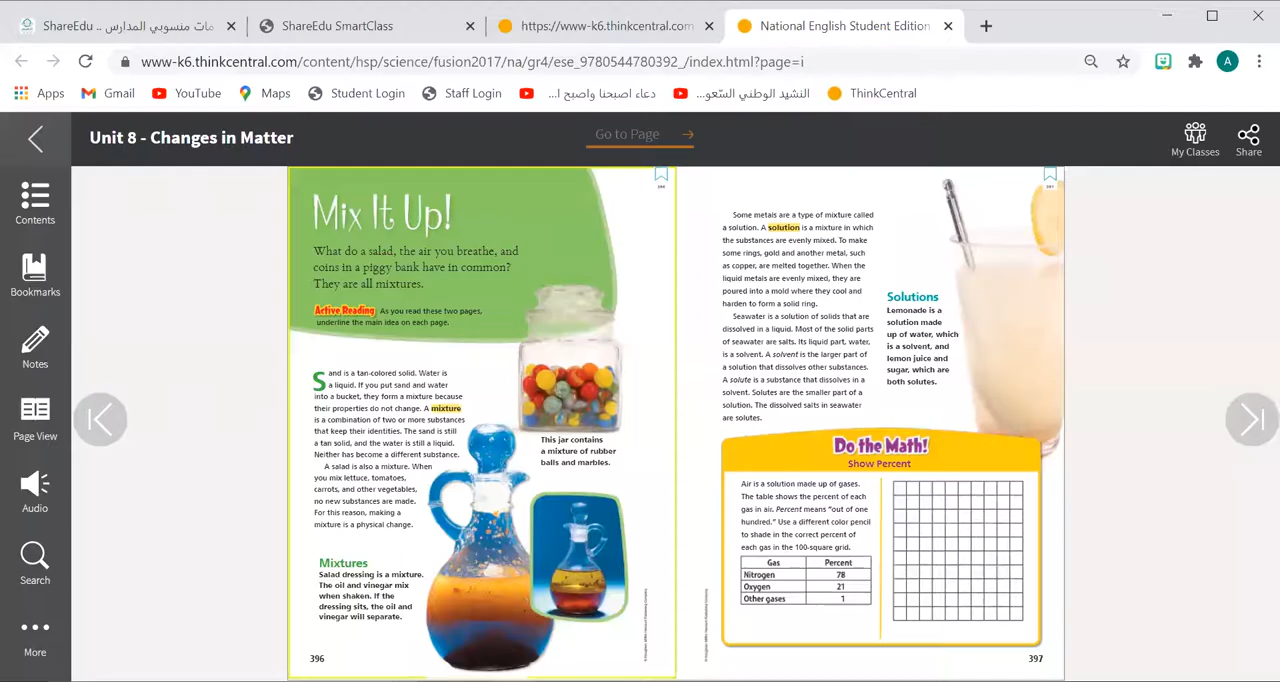 ShareEdu .. مات منسوبي المدارس
ShareEdu SmartClass
https://www-k6.thinkcentral.com
National English Student Edition
www-k6.thinkcentral.com/content/hsp/science/fusion2017/na/gr4/ese_9780544780392_/index.html?page=i
A
Apps
Gmail
YouTube
Maps
Student Login
Staff Login
دعاء اصبحنا واصبح ا...
النشيد الوطني السّعو...
ThinkCentral
Unit 8 - Changes in Matter
Go to Page
My Classes
Share
Contents
Bookmarks
Notes
Page View
Audio
Search
More
396
Mix It Up!
What do a salad, the air you breathe, and
coins in a piggy bank have in common?
They are all mixtures.
Active Reading As you read these two pages,
underline the main idea on each page.
Sand is a tan-colored solid. Water is
a liquid. If you put sand and water
into a bucket, they form a mixture because
their properties do not change. A mixture
is a combination of two or more substances
that keep their identities. The sand is still
a tan solid, and the water is still a liquid.
Neither has become a different substance.
A salad is also a mixture. When
you mix lettuce, tomatoes,
carrots, and other vegetables,
no new substances are made.
For this reason, making a
mixture is a physical change.
This jar contains
a mixture of rubber
balls and marbles.
Mixtures
Salad dressing is a mixture.
The oil and vinegar mix
when shaken. If the
dressing sits, the oil and
vinegar will separate.
396
397
Some metals are a type of mixture called
a solution. A solution is a mixture in which
the substances are evenly mixed. To make
some rings, gold and another metal, such
as copper, are melted together. When the
liquid metals are evenly mixed, they are
poured into a mold where they cool and
harden to form a solid ring.
Seawater is a solution of solids that are
dissolved in a liquid. Most of the solid parts
of seawater are salts. Its liquid part, water,
is a solvent. A solvent is the larger part of
a solution that dissolves other substances.
A solute is a substance that dissolves in a
solvent. Solutes are the smaller part of a
solution. The dissolved salts in seawater
are solutes.
Solutions
Lemonade is a
solution made
up of water, which
is a solvent, and
lemon juice and
sugar, which are
both solutes.
Do the Math!
Show Percent
Air is a solution made up of gases.
The table shows the percent of each
gas in air. Percent means "out of one
hundred." Use a different color pencil
to shade in the correct percent of
each gas in the 100-square grid.
Gas Percent
Nitrogen 78
Oxygen 21
Other gases 1
397